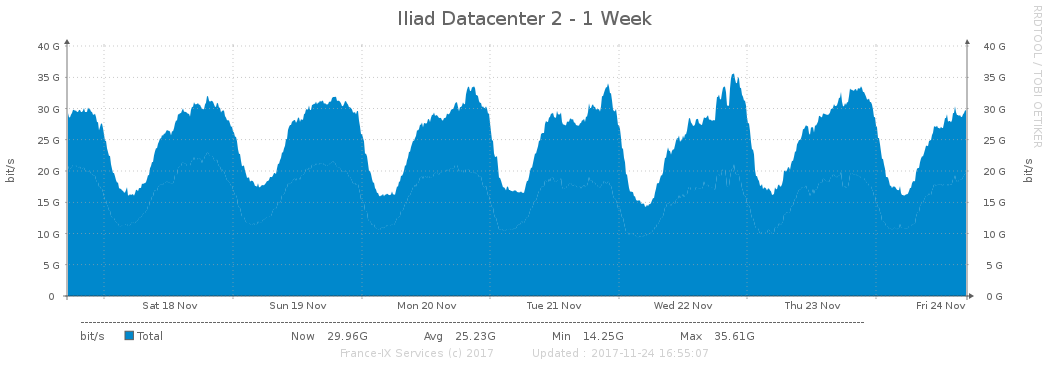 Iliad Datacenter 2 - 1 Week
RRDTOOL / TOBI OETIKER
bit/s
40 G
35 G
30 G
25 G
20 G
15 G
10 G
5 G
0
40 G
35 G
30 G
25 G
20 G
15 G
10 G
5 G
0 G
bit/s
Sat 18 Nov Sun 19 Nov Mon 20 Nov Tue 21 Nov Wed 22 Nov Thu 23 Nov Fri 24 Nov
bit/s Total Now 29.96G Avg 25.23G Min 14.25G Max 35.61G
France-IX Services (c) 2017 Updated : 2017-11-24 16:55:07